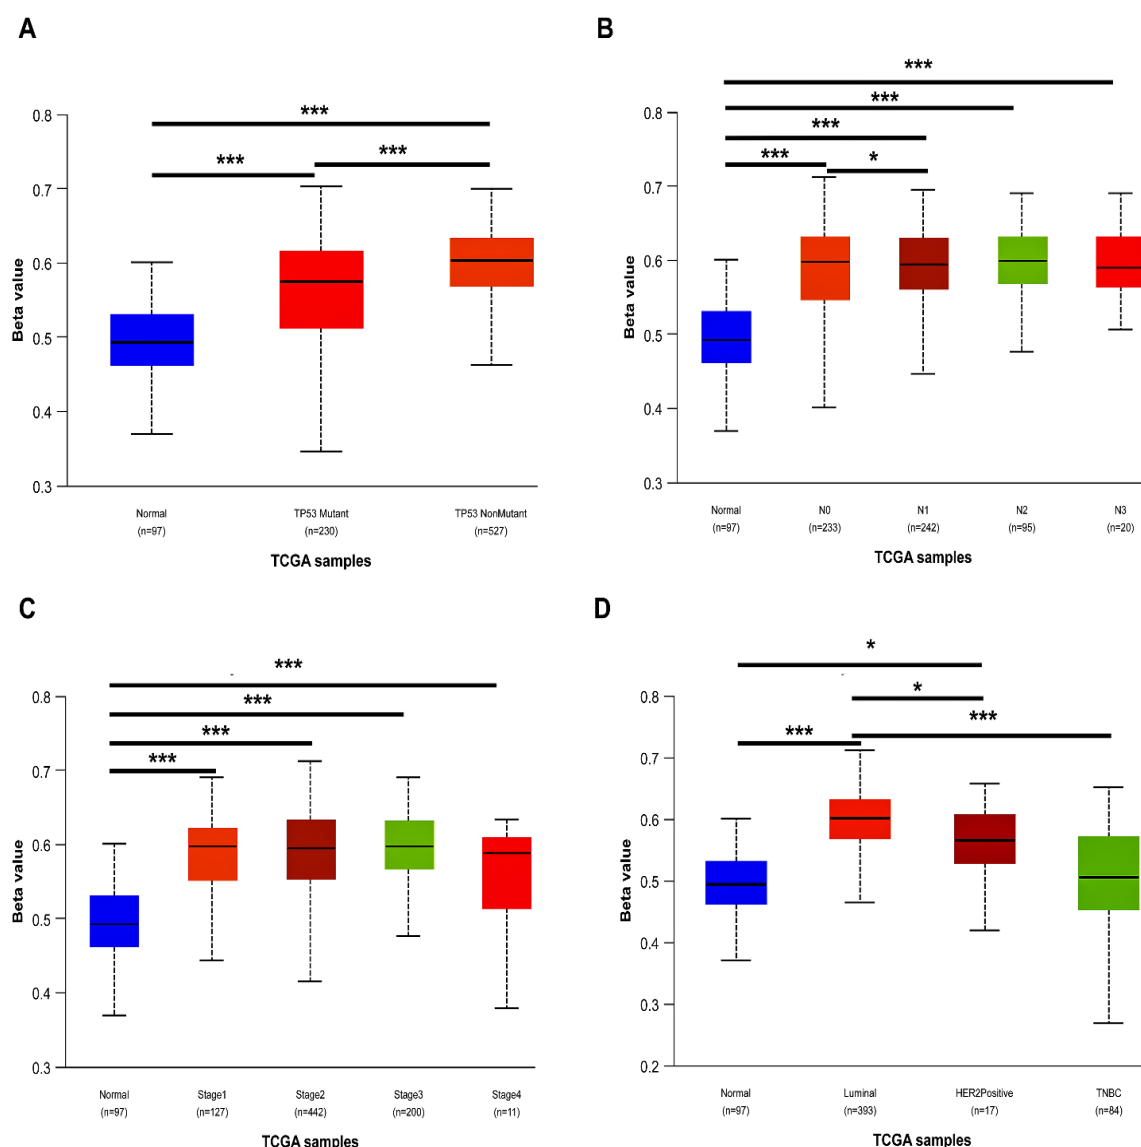 A
***
***
***
0.8
0.7
0.6
0.5
0.4
0.3
Beta value
Normal
(n=97)
TP53 Mutant
(n=230)
TP53 NonMutant
(n=527)
TCGA samples
B
***
***
***
***
*
0.8
0.7
0.6
0.5
0.4
0.3
Beta value
Normal
(n=97)
N0
(n=233)
N1
(n=242)
N2
(n=95)
N3
(n=20)
TCGA samples
C
***
***
***
***
0.8
0.7
0.6
0.5
0.4
0.3
Beta value
Normal
(n=97)
Stage1
(n=127)
Stage2
(n=442)
Stage3
(n=200)
Stage4
(n=11)
TCGA samples
D
*
*
***
***
0.8
0.7
0.6
0.5
0.4
0.3
0.2
Beta value
Normal
(n=97)
Luminal
(n=393)
HER2Positive
(n=17)
TNBC
(n=84)
TCGA samples